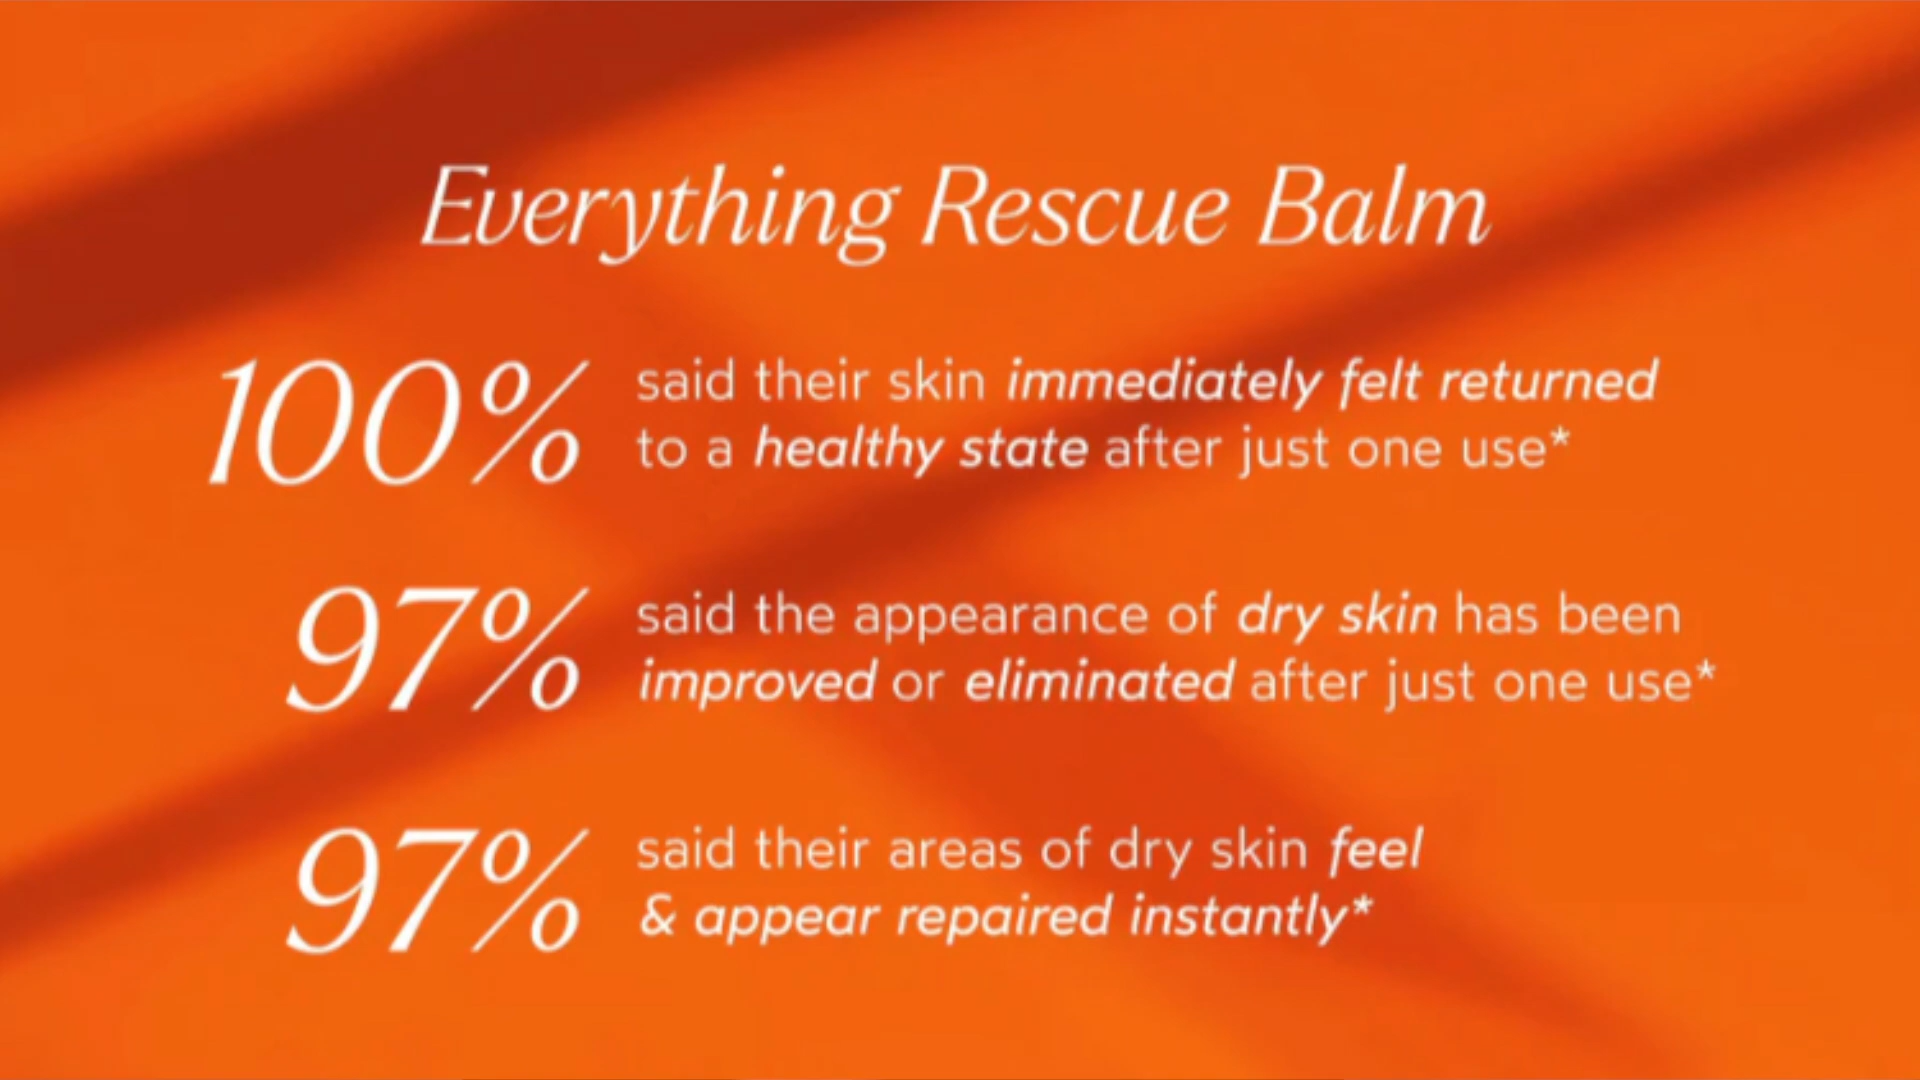 Everything Rescue Balm
100% said their skin immediately felt returned
to a healthy state after just one use*
97% said the appearance of dry skin has been
improved or eliminated after just one use*
97% said their areas of dry skin feel
& appear repaired instantly*